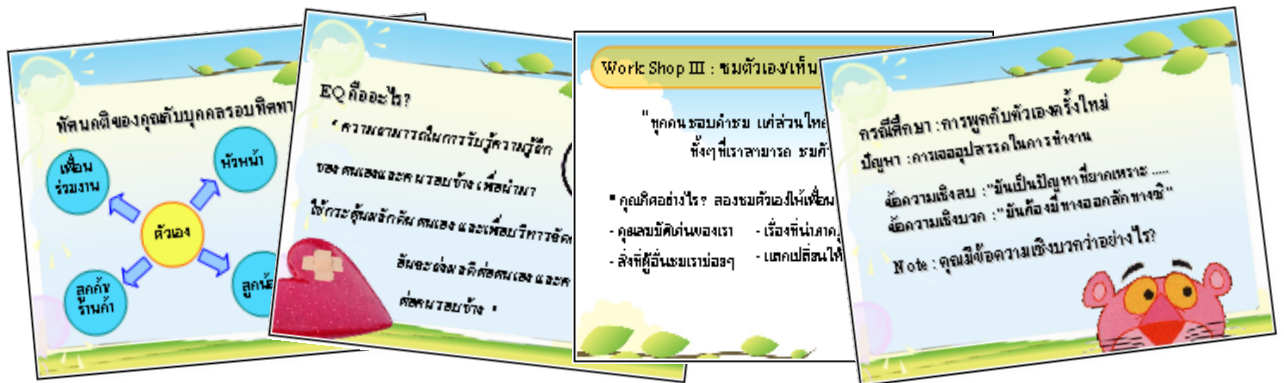 ทัศนคติของคุณกับบุคคลรอบทิศทา
เพื่อน
ร่วมงาน
หัวหน้า
ตัวเอง
ลูกค้า
ร้านค้า
ลูกน้อ
EQ คืออะไร?
" ความสามารถในการรับรู้ความรู้สึก
ของตนเองและคนรอบข้าง เพื่อนำมา
ใช้กระตุ้นผลักดันตนเอง และเพื่อบริหารจัด
อันจะส่งผลดีต่อตนเอง และค
ต่อคนรอบข้าง "
Work Shop III : ชมตัวเอง/เห็น
"ทุกคนชอบคำชม แต่ส่วนใหญ่
ทั้งๆที่เราสามารถ ชมตั
* คุณคิดอย่างไร? ลองชมตัวเองให้เพื่อน
- คุณสมบัติเด่นของเรา - เรื่องที่น่าภาคภู
- สิ่งที่ผู้อื่นชมเราบ่อยๆ - แลกเปลี่ยนให้
กรณีศึกษา : การพูดกับตัวเองครั้งใหม่
ปัญหา : การเจออุปสรรคในการทำงาน
ข้อความเชิงลบ : "มันเป็นปัญหาที่ยากเพราะ .....
ข้อความเชิงบวก : "มันต้องมีทางออกสักทางซิ"
Note : คุณมีข้อความเชิงบวกว่าอย่างไร?